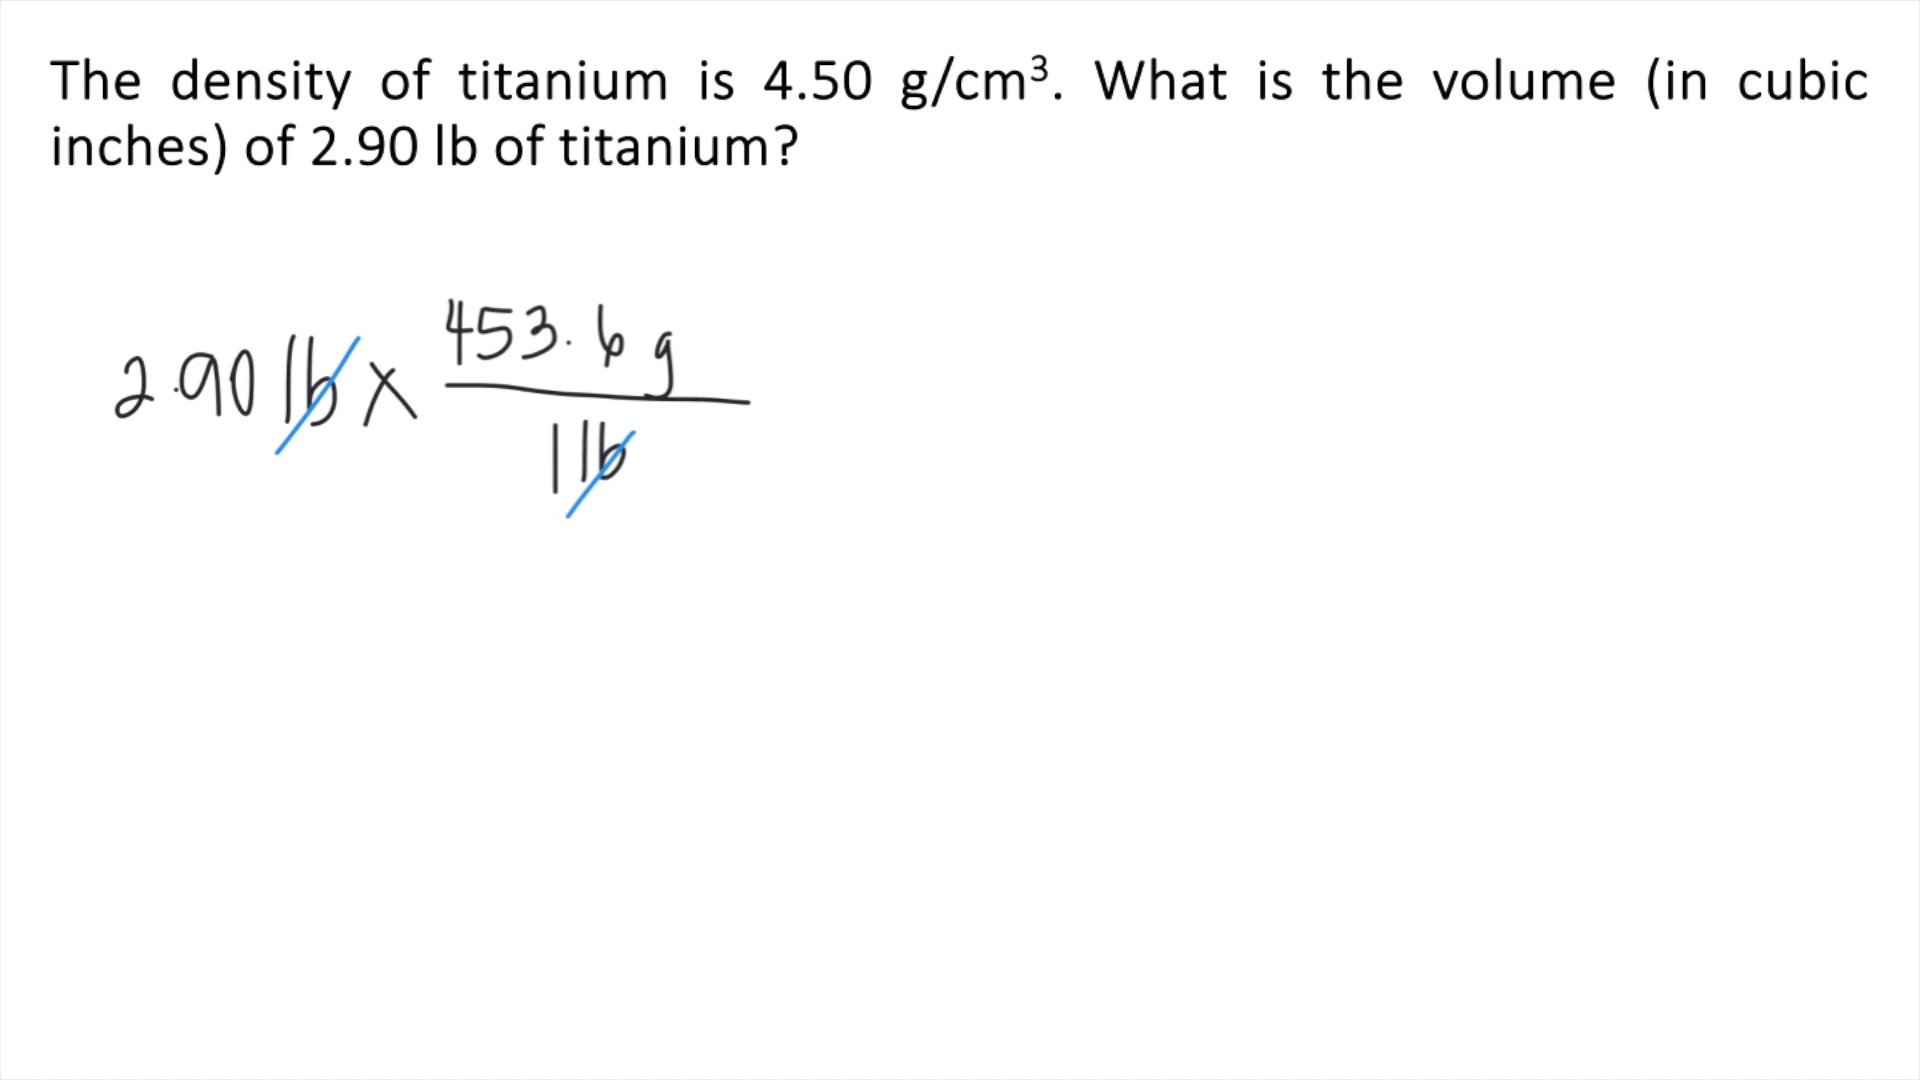 The density of titanium is 4.50 g/cm³. What is the volume (in cubic
inches) of 2.90 lb of titanium?
453.6 g
2.90 lb x
1 lb